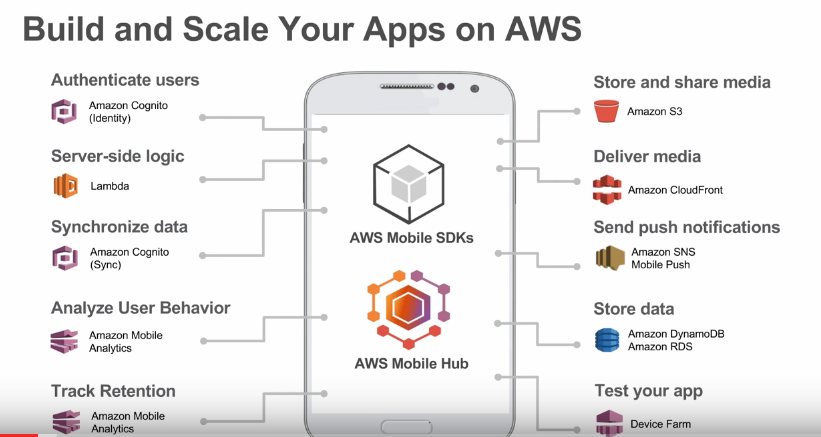 Build and Scale Your Apps on AWS
Authenticate users
Amazon Cognito
(Identity)
Server-side logic
Lambda
Synchronize data
Amazon Cognito
(Sync)
Analyze User Behavior
Amazon Mobile
Analytics
Track Retention
Amazon Mobile
Analytics
AWS Mobile SDKs
AWS Mobile Hub
Store and share media
Amazon S3
Deliver media
Amazon CloudFront
Send push notifications
Amazon SNS
Mobile Push
Store data
Amazon DynamoDB
Amazon RDS
Test your app
Device Farm